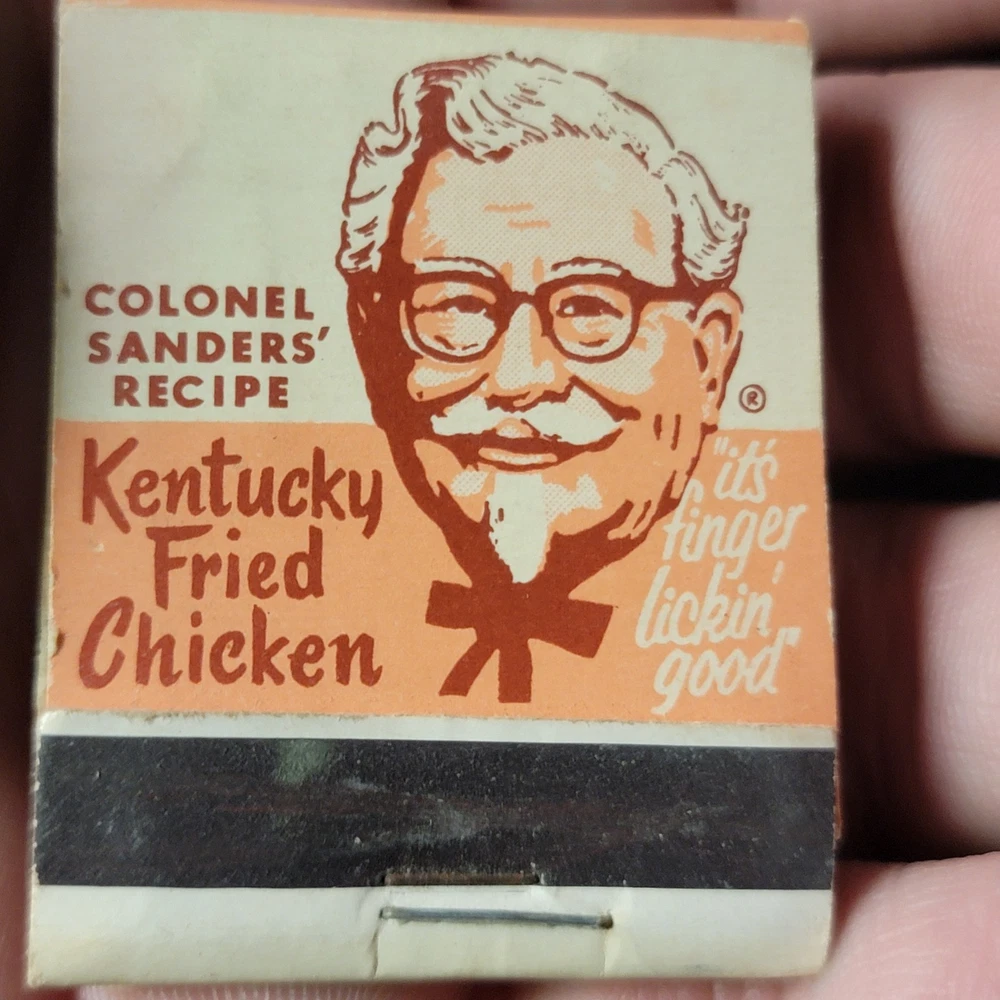 COLONEL
SANDERS'
RECIPE
®
Kentucky
Fried
Chicken
"it's
finger
lickin'
good"